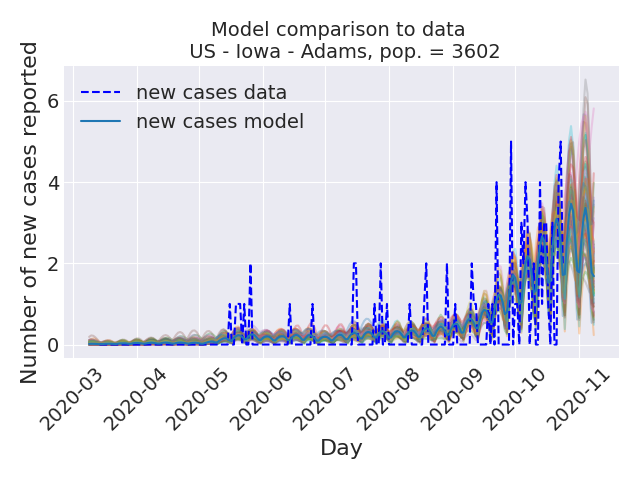 Model comparison to data
US - Iowa - Adams, pop. = 3602
new cases data
new cases model
Number of new cases reported
6
4
2
0
2020-03
2020-04
2020-05
2020-06
2020-07
2020-08
2020-09
2020-10
2020-11
Day